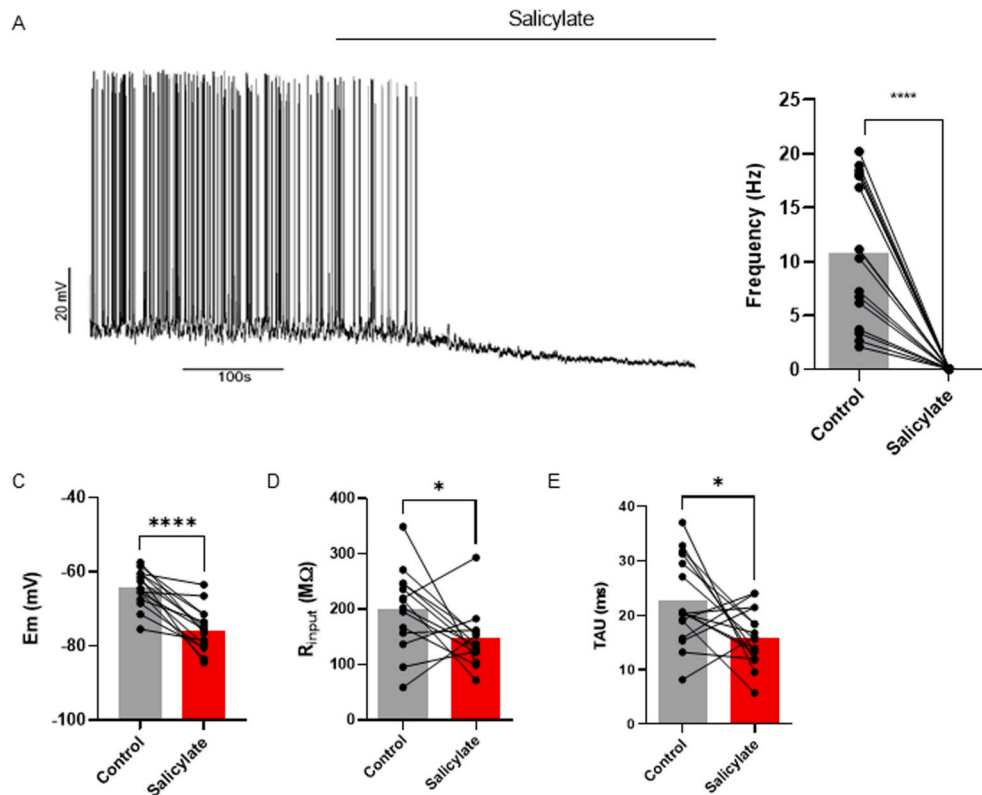 A
Salicylate
20 mV
100s
Frequency (Hz)
25
20
15
10
5
0
****
Control
Salicylate
C
Em (mV)
-40
-60
-80
-100
****
Control
Salicylate
D
Rinput (MΩ)
400
300
200
100
0
*
Control
Salicylate
E
TAU (ms)
40
30
20
10
0
*
Control
Salicylate